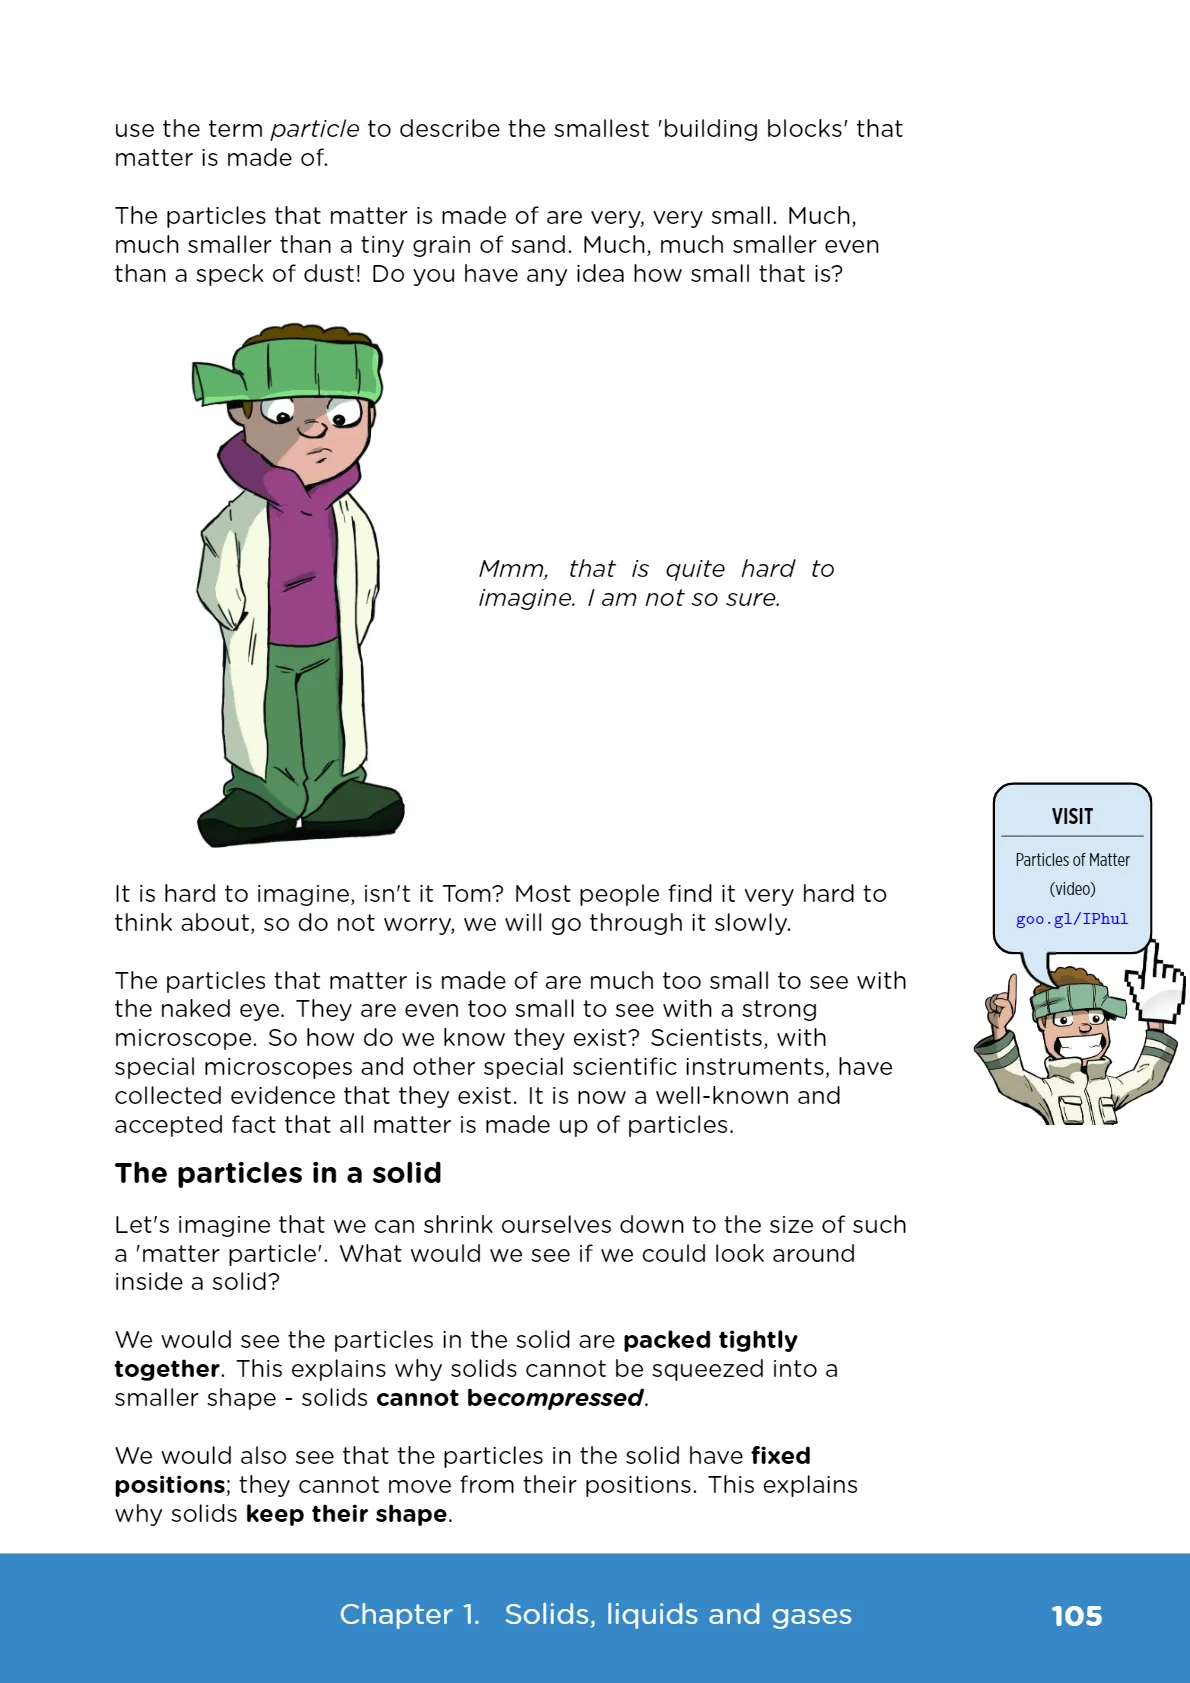 use the term particle to describe the smallest 'building blocks' that
matter is made of.
The particles that matter is made of are very, very small. Much,
much smaller than a tiny grain of sand. Much, much smaller even
than a speck of dust! Do you have any idea how small that is?
Mmm, that is quite hard to
imagine. I am not so sure.
VISIT
Particles of Matter
(video)
goo.gl/IPhul
It is hard to imagine, isn't it Tom? Most people find it very hard to
think about, so do not worry, we will go through it slowly.
The particles that matter is made of are much too small to see with
the naked eye. They are even too small to see with a strong
microscope. So how do we know they exist? Scientists, with
special microscopes and other special scientific instruments, have
collected evidence that they exist. It is now a well-known and
accepted fact that all matter is made up of particles.
The particles in a solid
Let's imagine that we can shrink ourselves down to the size of such
a 'matter particle'. What would we see if we could look around
inside a solid?
We would see the particles in the solid are packed tightly
together. This explains why solids cannot be squeezed into a
smaller shape - solids cannot becompressed.
We would also see that the particles in the solid have fixed
positions; they cannot move from their positions. This explains
why solids keep their shape.
Chapter 1. Solids, liquids and gases 105